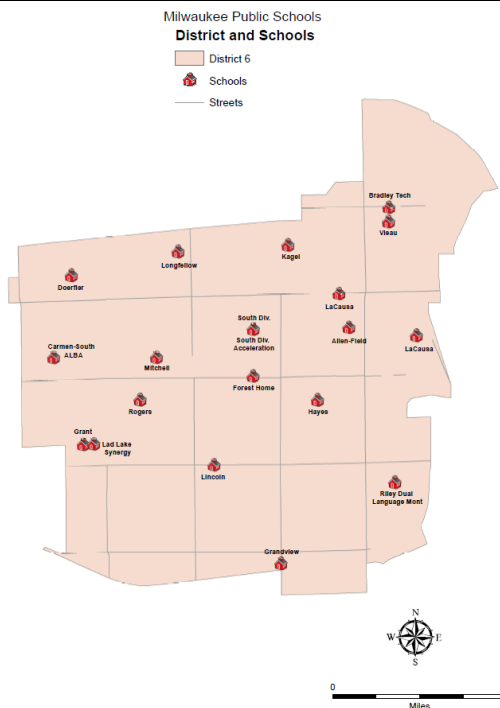 Milwaukee Public Schools
District and Schools
District 6
Schools
Streets
Bradley Tech
Vieau
Kagel
Longfellow
Doerfler
LaCausa
South Div.
South Div.
Acceleration
Allen-Field
LaCausa
Carmen-South
ALBA
Mitchell
Forest Home
Rogers
Hayes
Grant
Lad Lake
Synergy
Lincoln
Riley Dual
Language Mont
Grandview
N
W
E
S
0
Miles